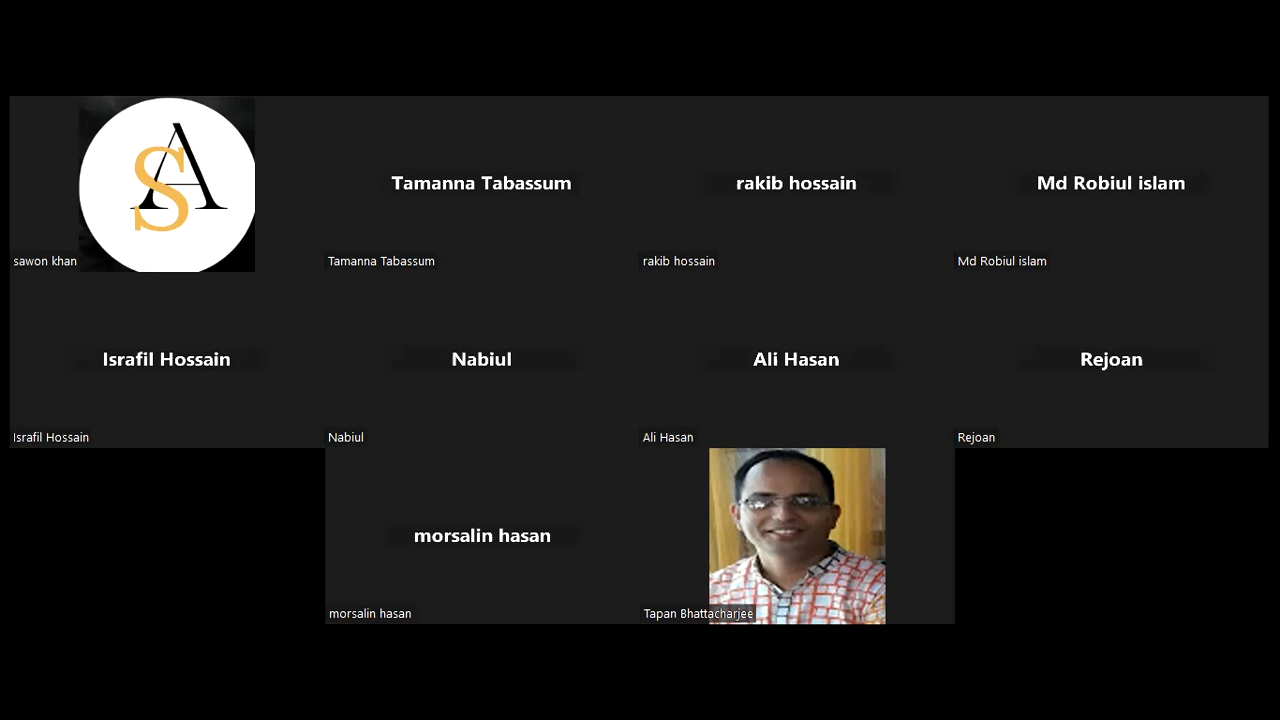 SA
sawon khan
Tamanna Tabassum
Tamanna Tabassum
rakib hossain
rakib hossain
Md Robiul islam
Md Robiul islam
Israfil Hossain
Israfil Hossain
Nabiul
Nabiul
Ali Hasan
Ali Hasan
Rejoan
Rejoan
morsalin hasan
morsalin hasan
Tapan Bhattacharjee